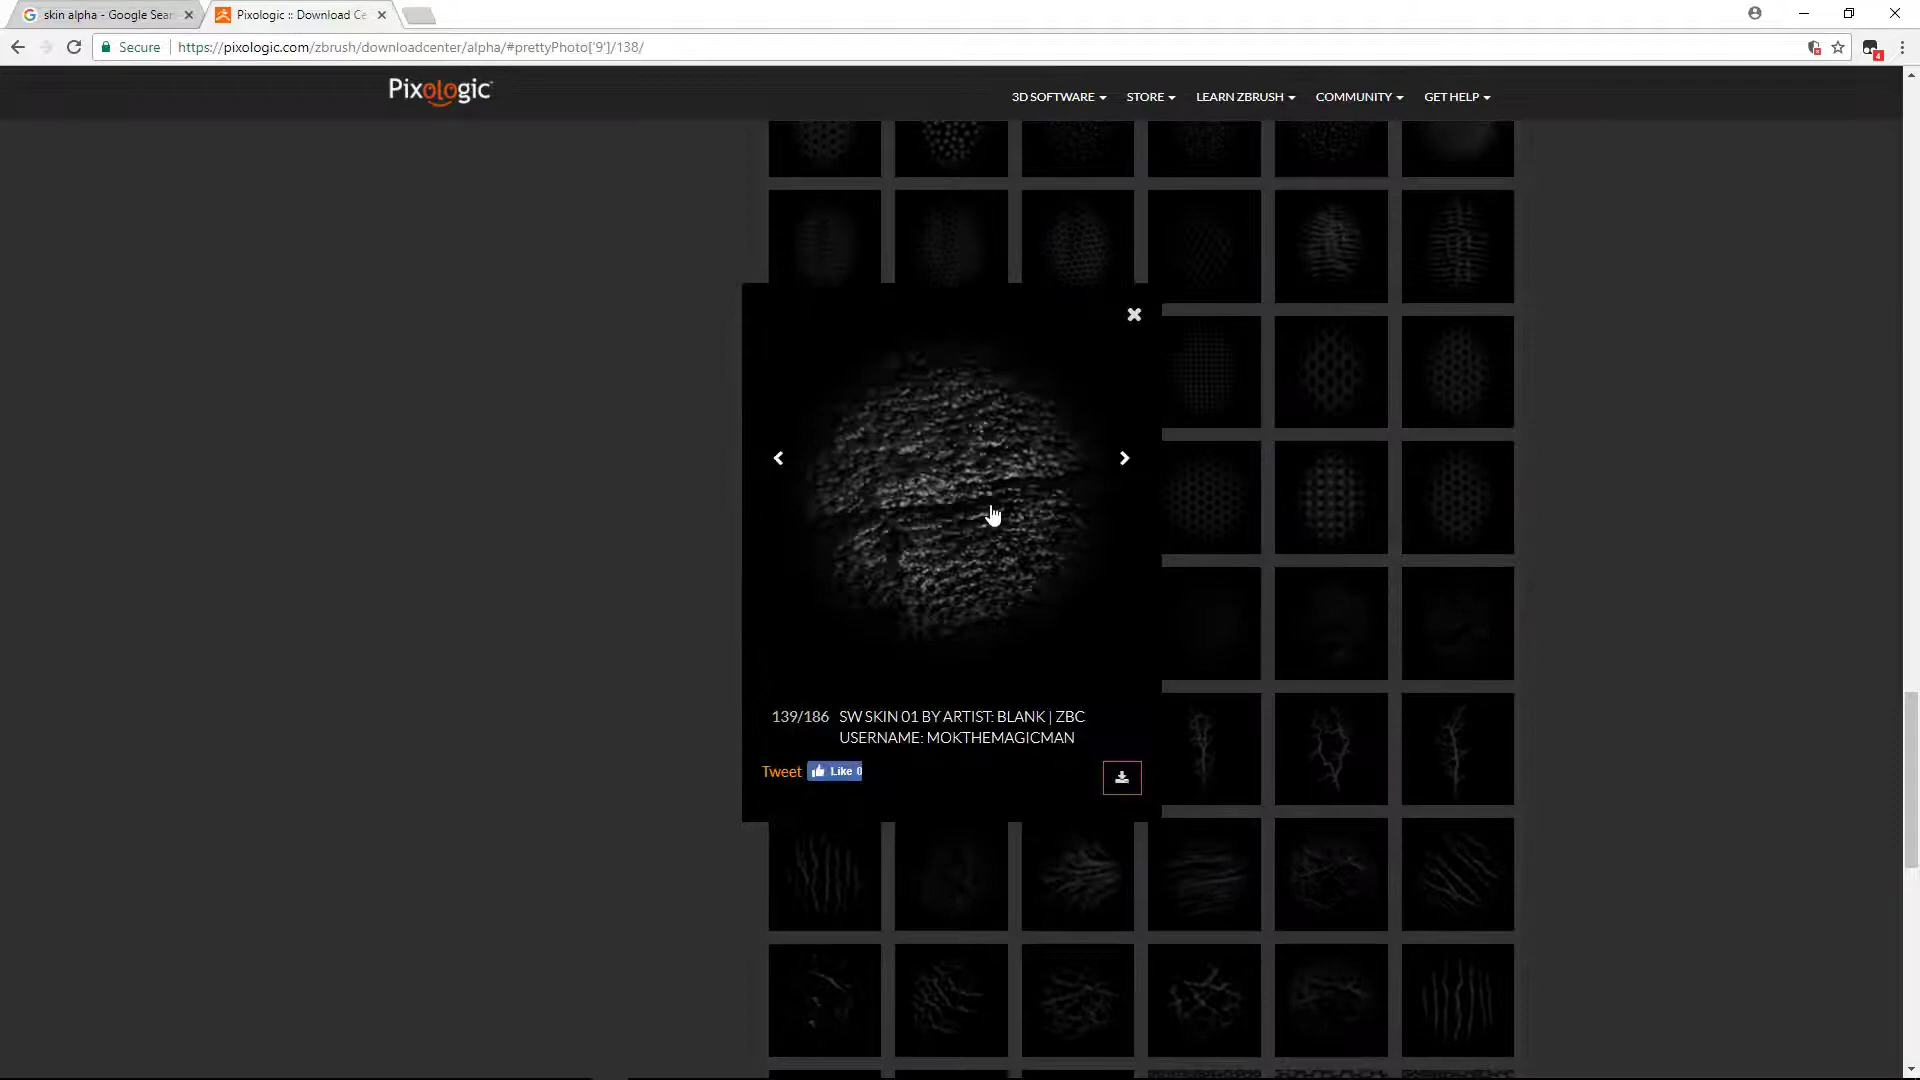 skin alpha - Google Sear
Pixologic :: Download Ce
Secure
https://pixologic.com/zbrush/downloadcenter/alpha/#prettyPhoto['9']/138/
4
Pixologic
3D SOFTWARE
STORE
LEARN ZBRUSH
COMMUNITY
GET HELP
139/186
SW SKIN 01 BY ARTIST: BLANK | ZBC
USERNAME: MOKTHEMAGICMAN
Tweet
Like 0